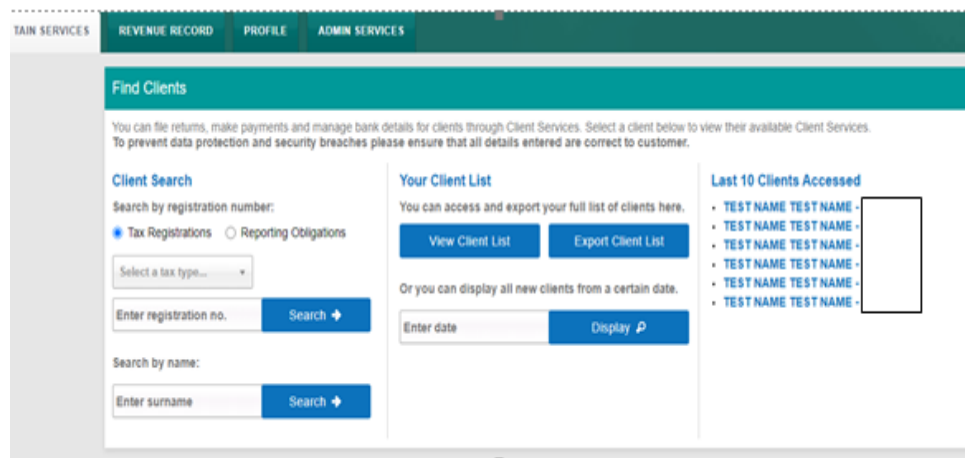 TAIN SERVICES REVENUE RECORD PROFILE ADMIN SERVICES
Find Clients
You can file returns, make payments and manage bank details for clients through Client Services. Select a client below to view their available Client Services.
To prevent data protection and security breaches please ensure that all details entered are correct to customer.
Client Search
Search by registration number:
Tax Registrations Reporting Obligations
Select a tax type...
Enter registration no. Search
Search by name:
Enter surname Search
Your Client List
You can access and export your full list of clients here.
View Client List Export Client List
Or you can display all new clients from a certain date.
Enter date Display
Last 10 Clients Accessed
TEST NAME TEST NAME -
TEST NAME TEST NAME -
TEST NAME TEST NAME -
TEST NAME TEST NAME -
TEST NAME TEST NAME -
TEST NAME TEST NAME -